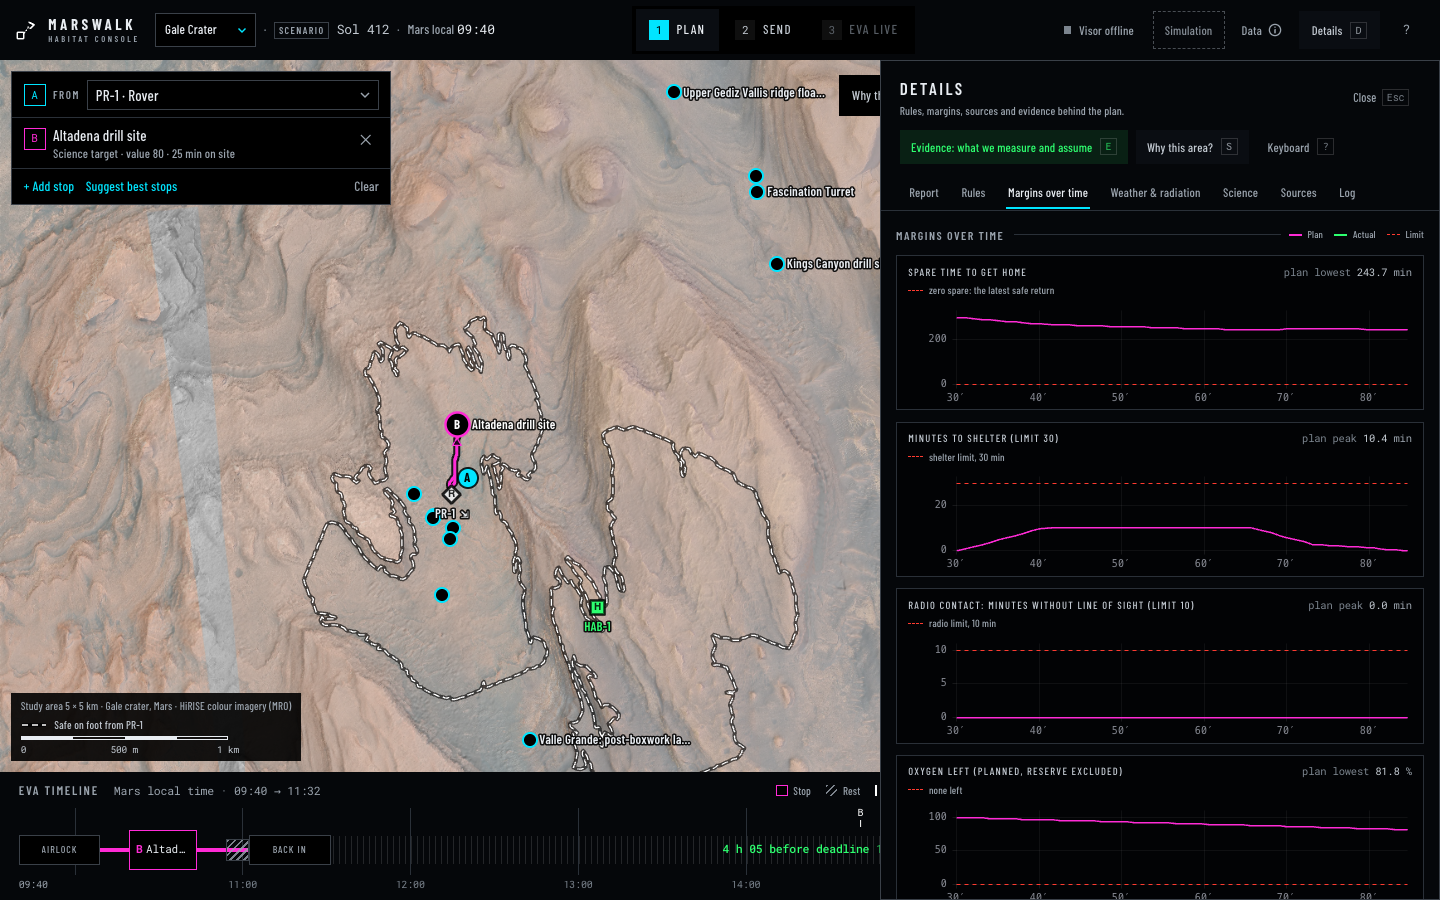 MARSWALK
HABITAT CONSOLE
Gale Crater
· SCENARIO Sol 412 · Mars local 09:40
1 PLAN
2 SEND
3 EVA LIVE
Visor offline
Simulation
Data
Details D
?
A FROM PR-1 · Rover
B Altadena drill site
Science target · value 80 · 25 min on site
+ Add stop Suggest best stops Clear
Upper Gediz Vallis ridge floa...
Why th
Fascination Turret
Kings Canyon drill s
B Altadena drill site
A
PR-1
H
HAB-1
Valle Grande: post-boxwork la...
Study area 5 × 5 km · Gale crater, Mars · HiRISE colour imagery (MRO)
Safe on foot from PR-1
0 500 m 1 km
EVA TIMELINE Mars local time · 09:40 → 11:32
Stop Rest
B
AIRLOCK
B Altad…
BACK IN
4 h 05 before deadline
09:40 11:00 12:00 13:00 14:00
DETAILS
Rules, margins, sources and evidence behind the plan.
Close Esc
Evidence: what we measure and assume E
Why this area? S
Keyboard ?
Report Rules Margins over time Weather & radiation Science Sources Log
MARGINS OVER TIME
Plan Actual Limit
SPARE TIME TO GET HOME plan lowest 243.7 min
zero spare: the latest safe return
200
0
30′ 40′ 50′ 60′ 70′ 80′
MINUTES TO SHELTER (LIMIT 30) plan peak 10.4 min
shelter limit, 30 min
20
0
30′ 40′ 50′ 60′ 70′ 80′
RADIO CONTACT: MINUTES WITHOUT LINE OF SIGHT (LIMIT 10) plan peak 0.0 min
radio limit, 10 min
10
5
0
30′ 40′ 50′ 60′ 70′ 80′
OXYGEN LEFT (PLANNED, RESERVE EXCLUDED) plan lowest 81.8 %
none left
100
50
0
30′ 40′ 50′ 60′ 70′ 80′